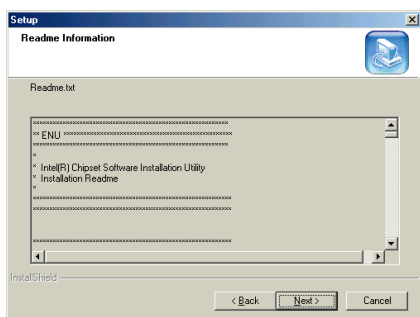 Setup
Readme Information
Readme.txt
** ENU
* Intel(R) Chipset Software Installation Utility
* Installation Readme
InstallShield
< Back
Next >
Cancel